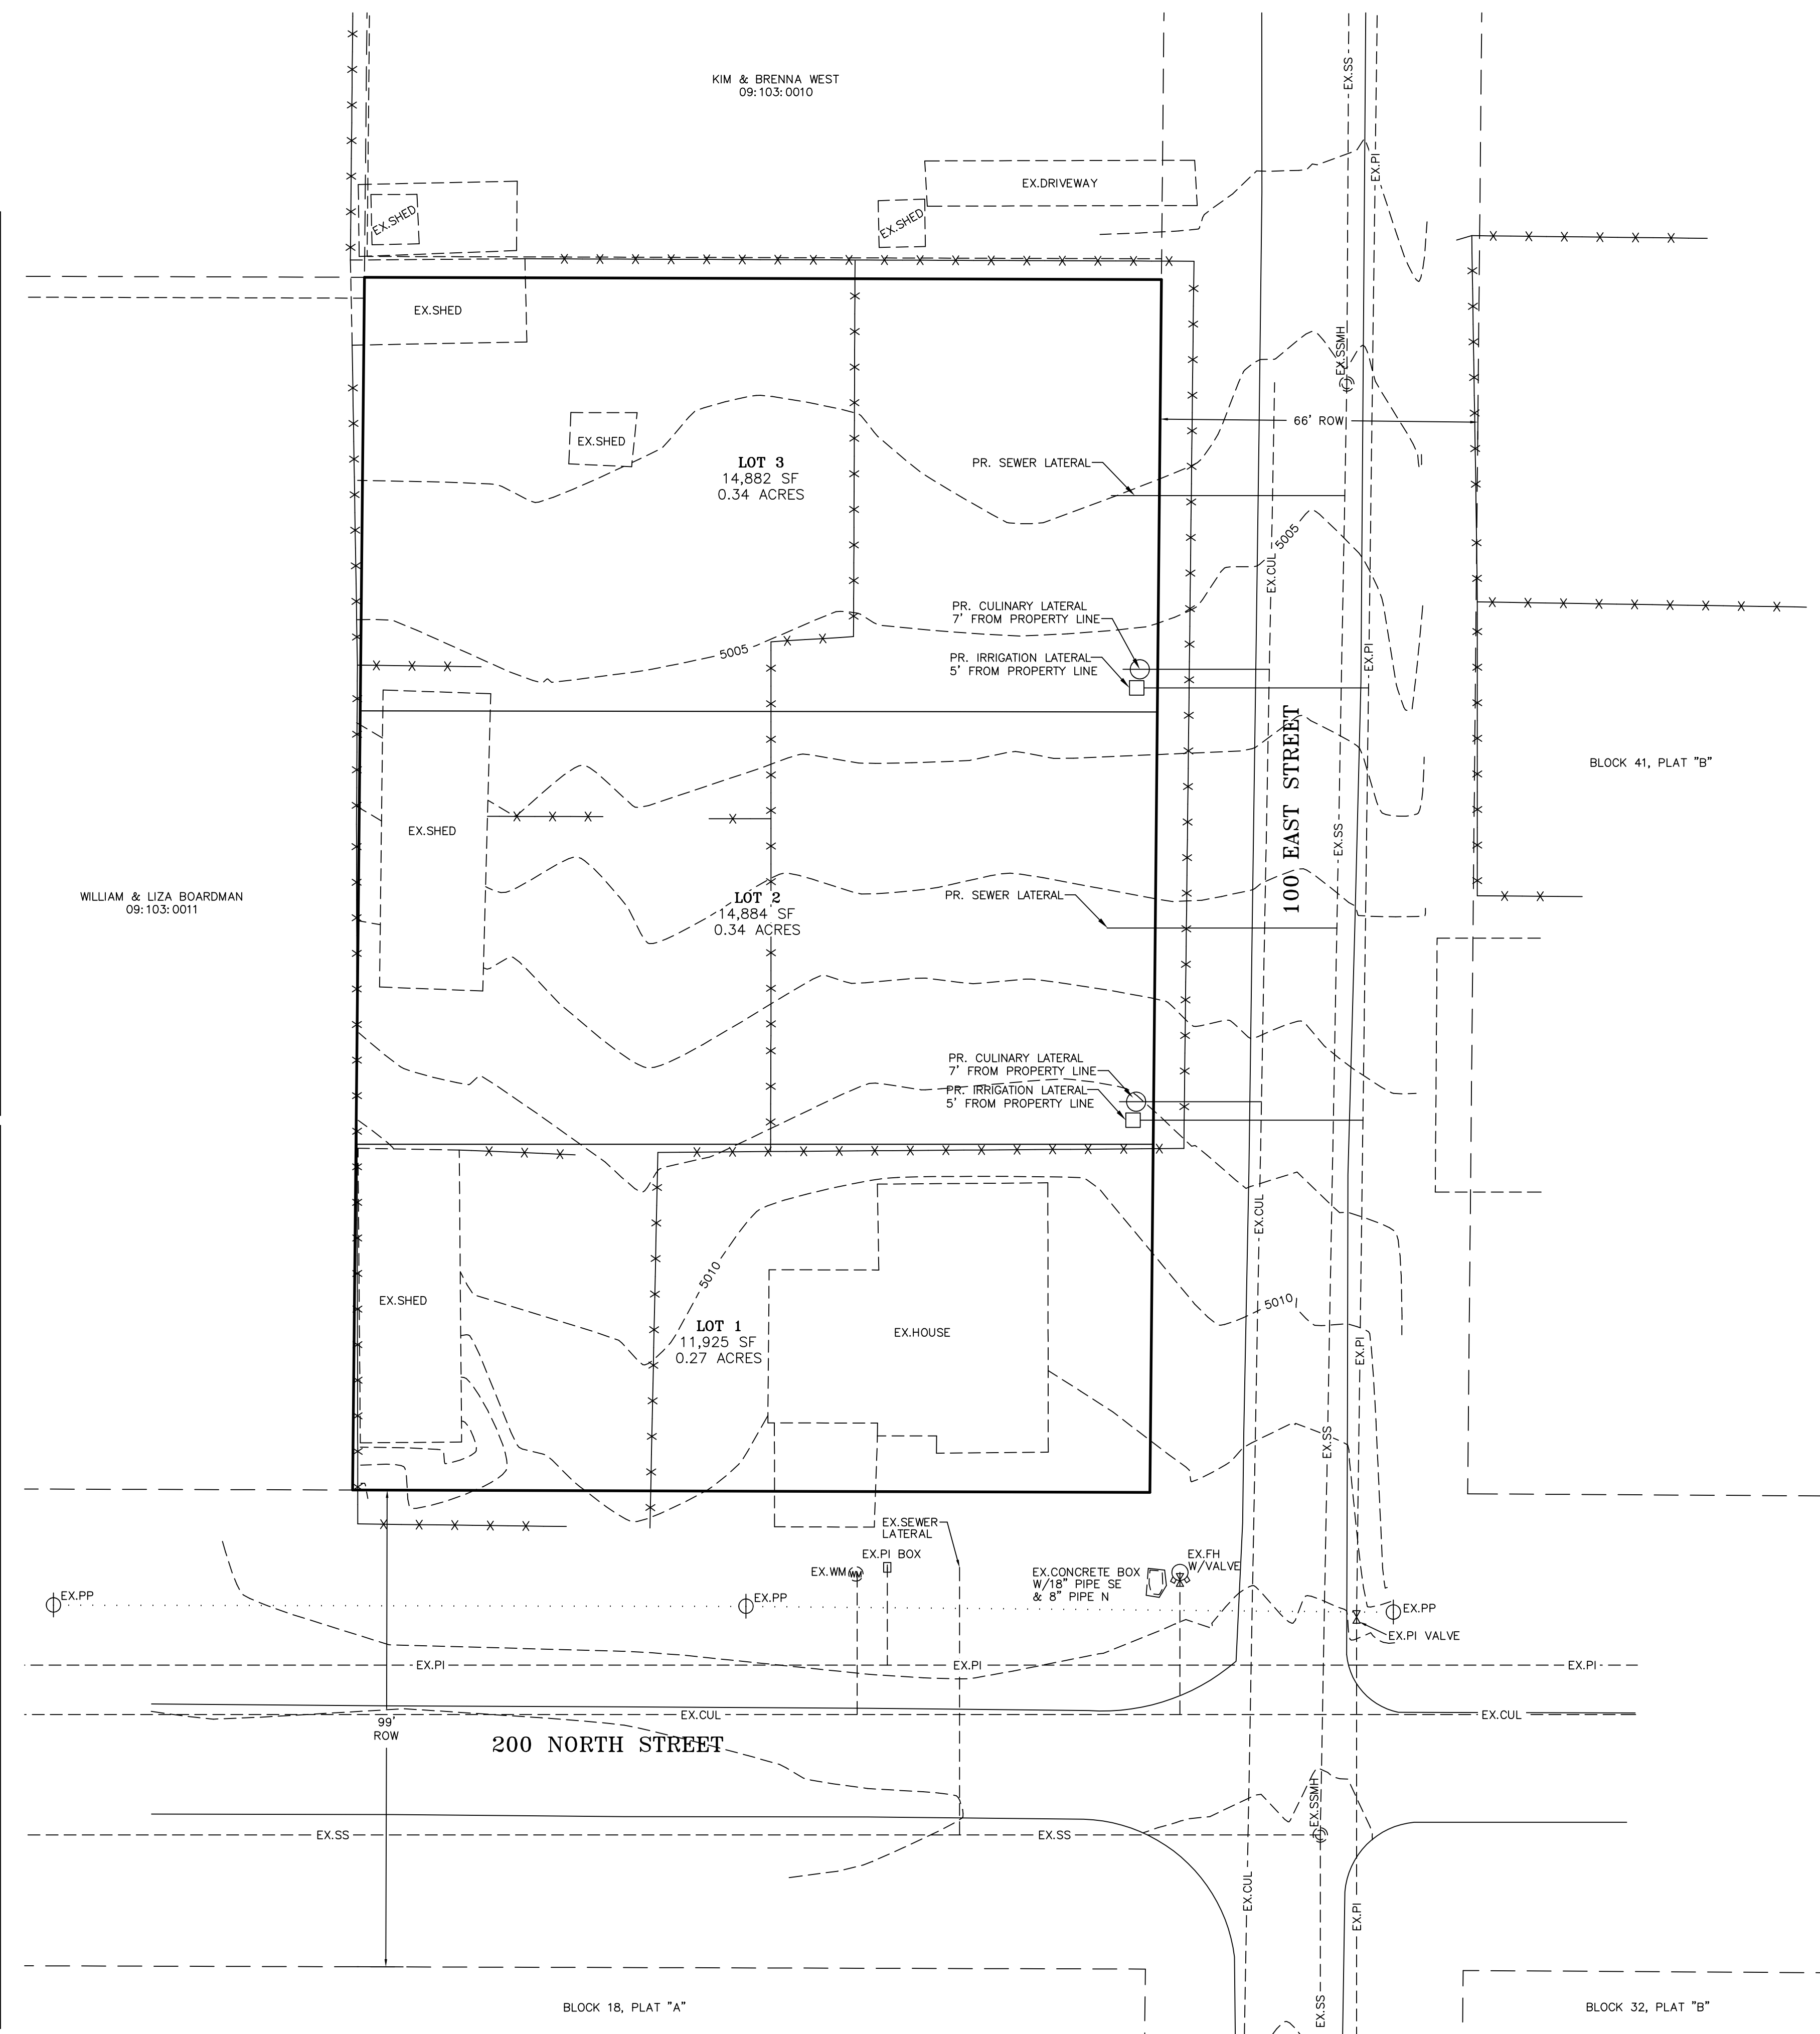 KIM & BRENNA WEST
09:103:0010
EX.SS
EX.PI
EX.DRIVEWAY
EX.SHED
EX.SHED
EX.SHED
EX.SSMH
66' ROW
EX.SHED
LOT 3
14,882 SF
0.34 ACRES
PR. SEWER LATERAL
5005
EX.CUL
PR. CULINARY LATERAL
7' FROM PROPERTY LINE
PR. IRRIGATION LATERAL
5' FROM PROPERTY LINE
5005
EX.PI
100 EAST STREET
BLOCK 41, PLAT "B"
EX.SHED
EX.SS
WILLIAM & LIZA BOARDMAN
09:103:0011
LOT 2
14,884 SF
0.34 ACRES
PR. SEWER LATERAL
PR. CULINARY LATERAL
7' FROM PROPERTY LINE
PR. IRRIGATION LATERAL
5' FROM PROPERTY LINE
EX.CUL
5010
5010
EX.SHED
LOT 1
11,925 SF
0.27 ACRES
EX.HOUSE
EX.PI
EX.SS
EX.SEWER
LATERAL
EX.PI BOX
EX.WM
WM
EX.CONCRETE BOX
W/18" PIPE SE
& 8" PIPE N
EX.FH
W/VALVE
EX.PP
EX.PP
EX.PP
EX.PI VALVE
EX.PI
EX.PI
EX.PI
EX.CUL
EX.CUL
99'
ROW
200 NORTH STREET
EX.SSMH
EX.SS
EX.SS
EX.CUL
EX.PI
EX.SS
BLOCK 18, PLAT "A"
BLOCK 32, PLAT "B"